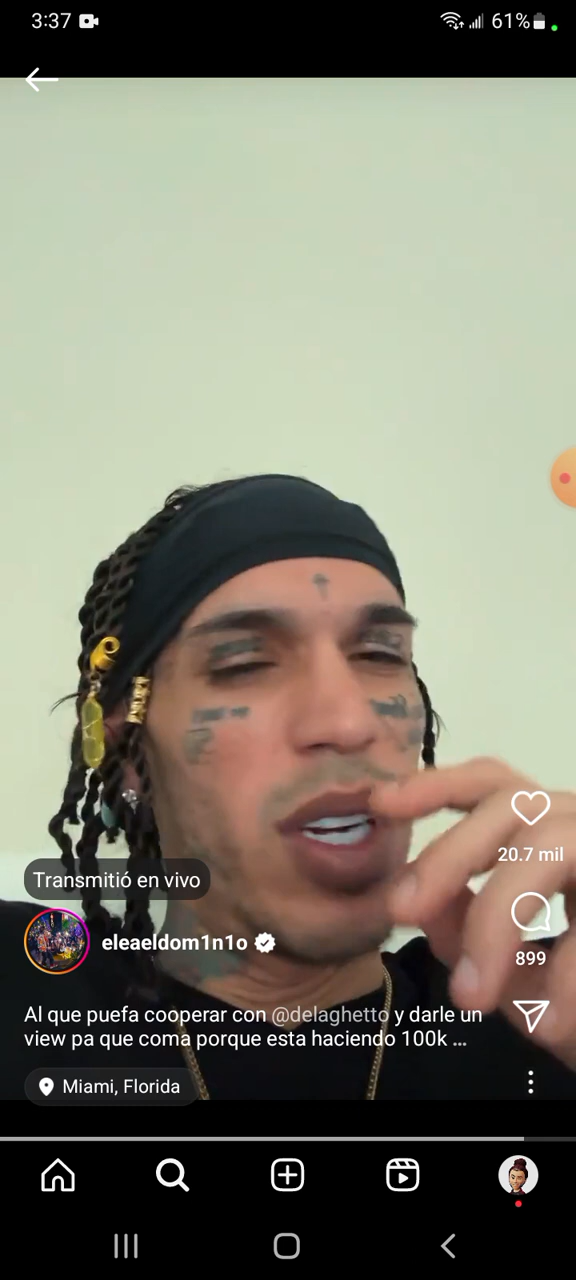 3:37
61%
20.7 mil
Transmitió en vivo
eleaeldom1n1o
899
Al que puefa cooperar con @delaghetto y darle un
view pa que coma porque esta haciendo 100k ...
Miami, Florida